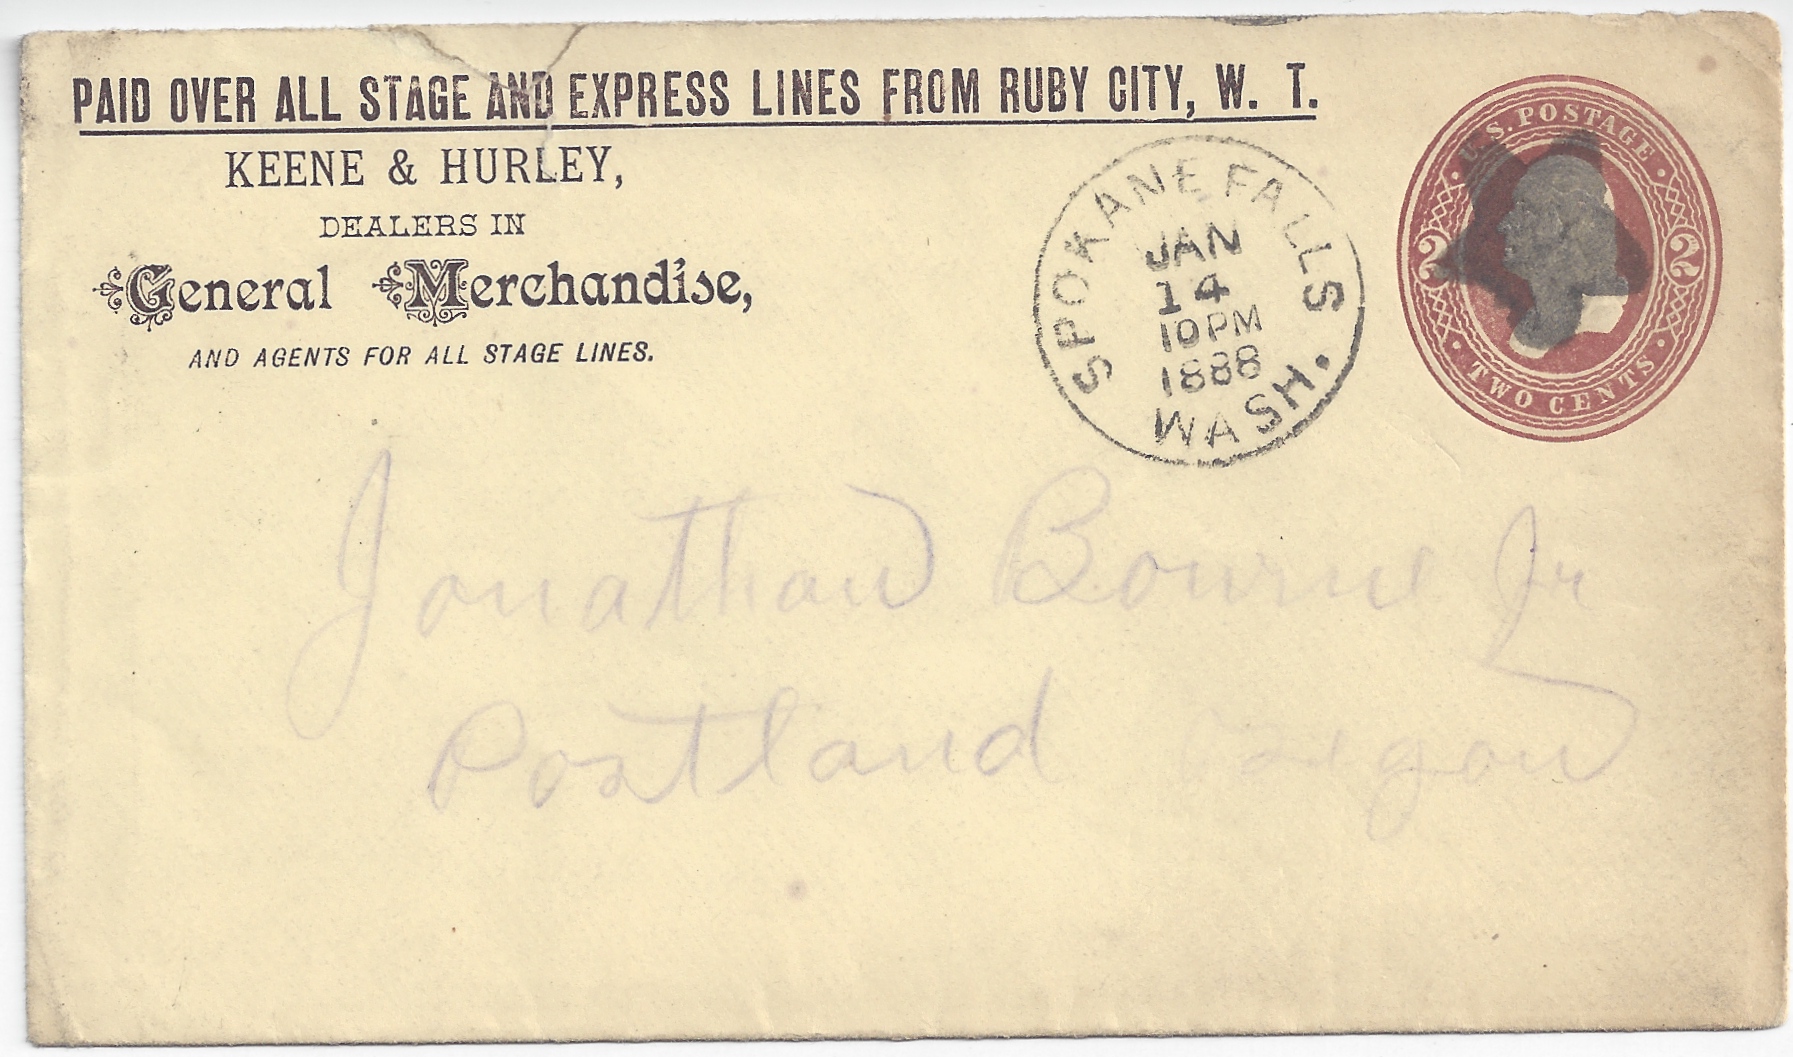 PAID OVER ALL STAGE AND EXPRESS LINES FROM RUBY CITY, W. T.
KEENE & HURLEY,
DEALERS IN
General Merchandise,
AND AGENTS FOR ALL STAGE LINES.
SPOKANE FALLS
JAN
14
10 PM
1888
WASH.
U.S. POSTAGE
2 2
TWO CENTS
Jonathan Bourne Jr
Portland Oregon